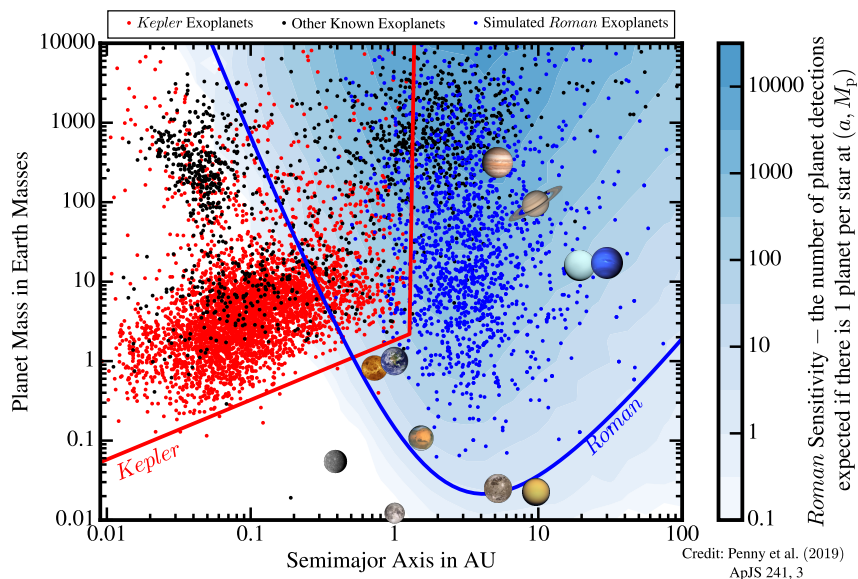 Kepler Exoplanets Other Known Exoplanets Simulated Roman Exoplanets
10000
1000
100
10
1
0.1
0.01
Planet Mass in Earth Masses
Kepler
Roman
0.01 0.1 1 10 100
Semimajor Axis in AU
10000
1000
100
10
1
0.1
Roman Sensitivity – the number of planet detections
expected if there is 1 planet per star at (a, Mp)
Credit: Penny et al. (2019)
ApJS 241, 3